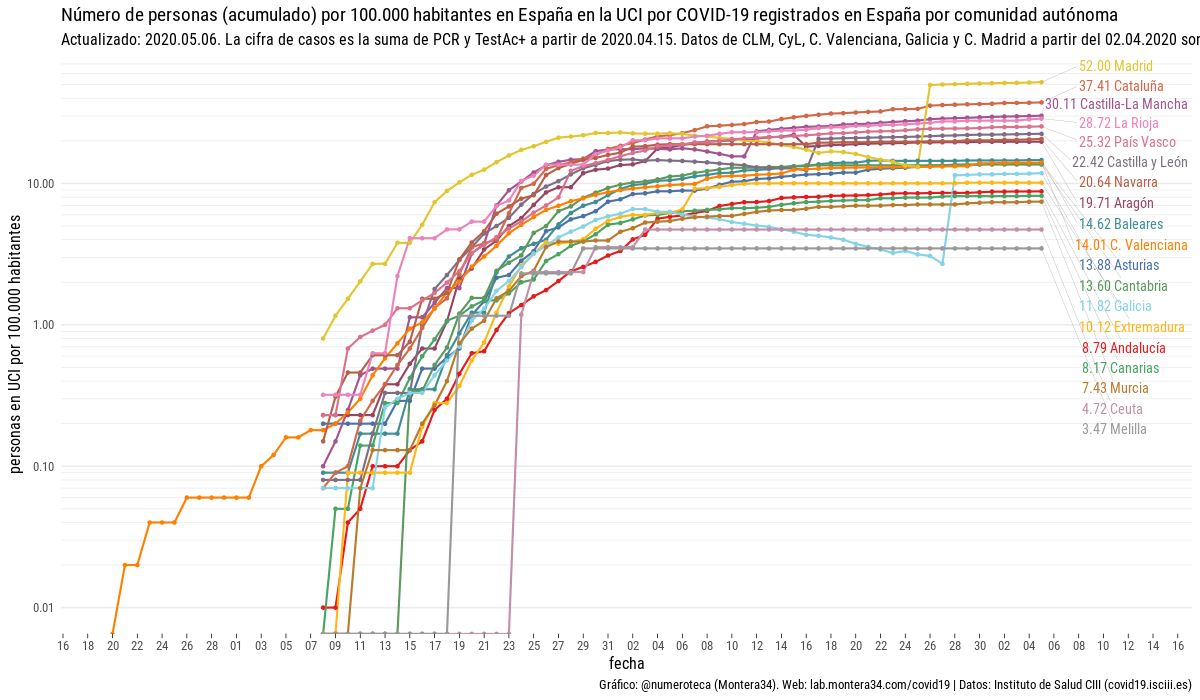 Número de personas (acumulado) por 100.000 habitantes en España en la UCI por COVID-19 registrados en España por comunidad autónoma
Actualizado: 2020.05.06. La cifra de casos es la suma de PCR y TestAc+ a partir de 2020.04.15. Datos de CLM, CyL, C. Valenciana, Galicia y C. Madrid a partir del 02.04.2020 sor
52.00 Madrid
37.41 Cataluña
30.11 Castilla-La Mancha
28.72 La Rioja
25.32 País Vasco
22.42 Castilla y León
20.64 Navarra
19.71 Aragón
14.62 Baleares
14.01 C. Valenciana
13.88 Asturias
13.60 Cantabria
11.82 Galicia
10.12 Extremadura
8.79 Andalucía
8.17 Canarias
7.43 Murcia
4.72 Ceuta
3.47 Melilla
personas en UCI por 100.000 habitantes
10.00
1.00
0.10
0.01
16 18 20 22 24 26 28 01 03 05 07 09 11 13 15 17 19 21 23 25 27 29 31 02 04 06 08 10 12 14 16 18 20 22 24 26 28 30 02 04 06 08 10 12 14 16
fecha
Gráfico: @numeroteca (Montera34). Web: lab.montera34.com/covid19 | Datos: Instituto de Salud CIII (covid19.isciii.es)